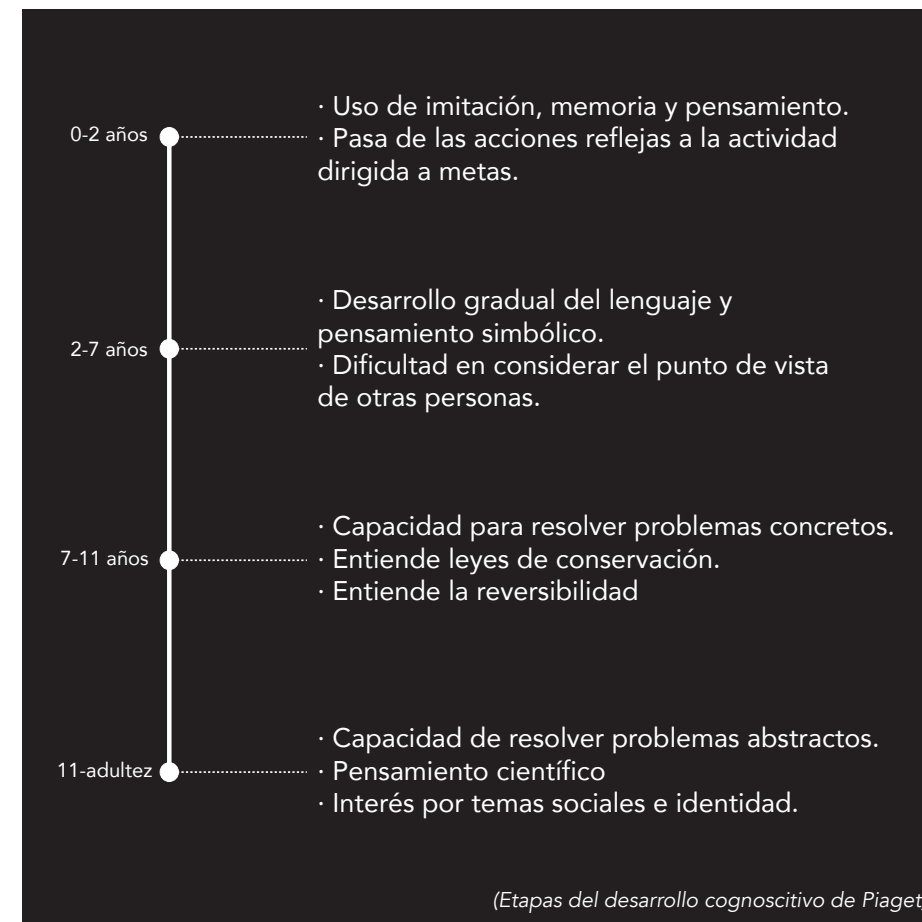 0-2 años
· Uso de imitación, memoria y pensamiento.
· Pasa de las acciones reflejas a la actividad
dirigida a metas.
2-7 años
· Desarrollo gradual del lenguaje y
pensamiento simbólico.
· Dificultad en considerar el punto de vista
de otras personas.
7-11 años
· Capacidad para resolver problemas concretos.
· Entiende leyes de conservación.
· Entiende la reversibilidad
11-adultez
· Capacidad de resolver problemas abstractos.
· Pensamiento científico
· Interés por temas sociales e identidad.
(Etapas del desarrollo cognoscitivo de Piaget